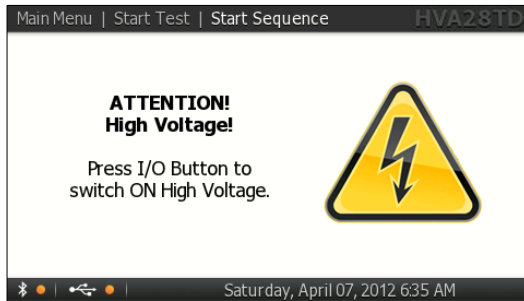 Main Menu | Start Test | Start Sequence HVA28TD
ATTENTION!
High Voltage!
Press I/O Button to
switch ON High Voltage.
Saturday, April 07, 2012 6:35 AM